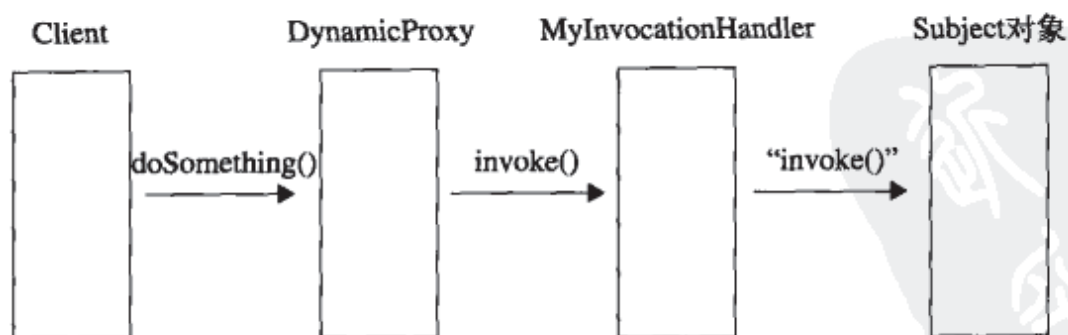 Client
DynamicProxy
MyInvocationHandler
Subject对象
doSomething()
invoke()
“invoke()”